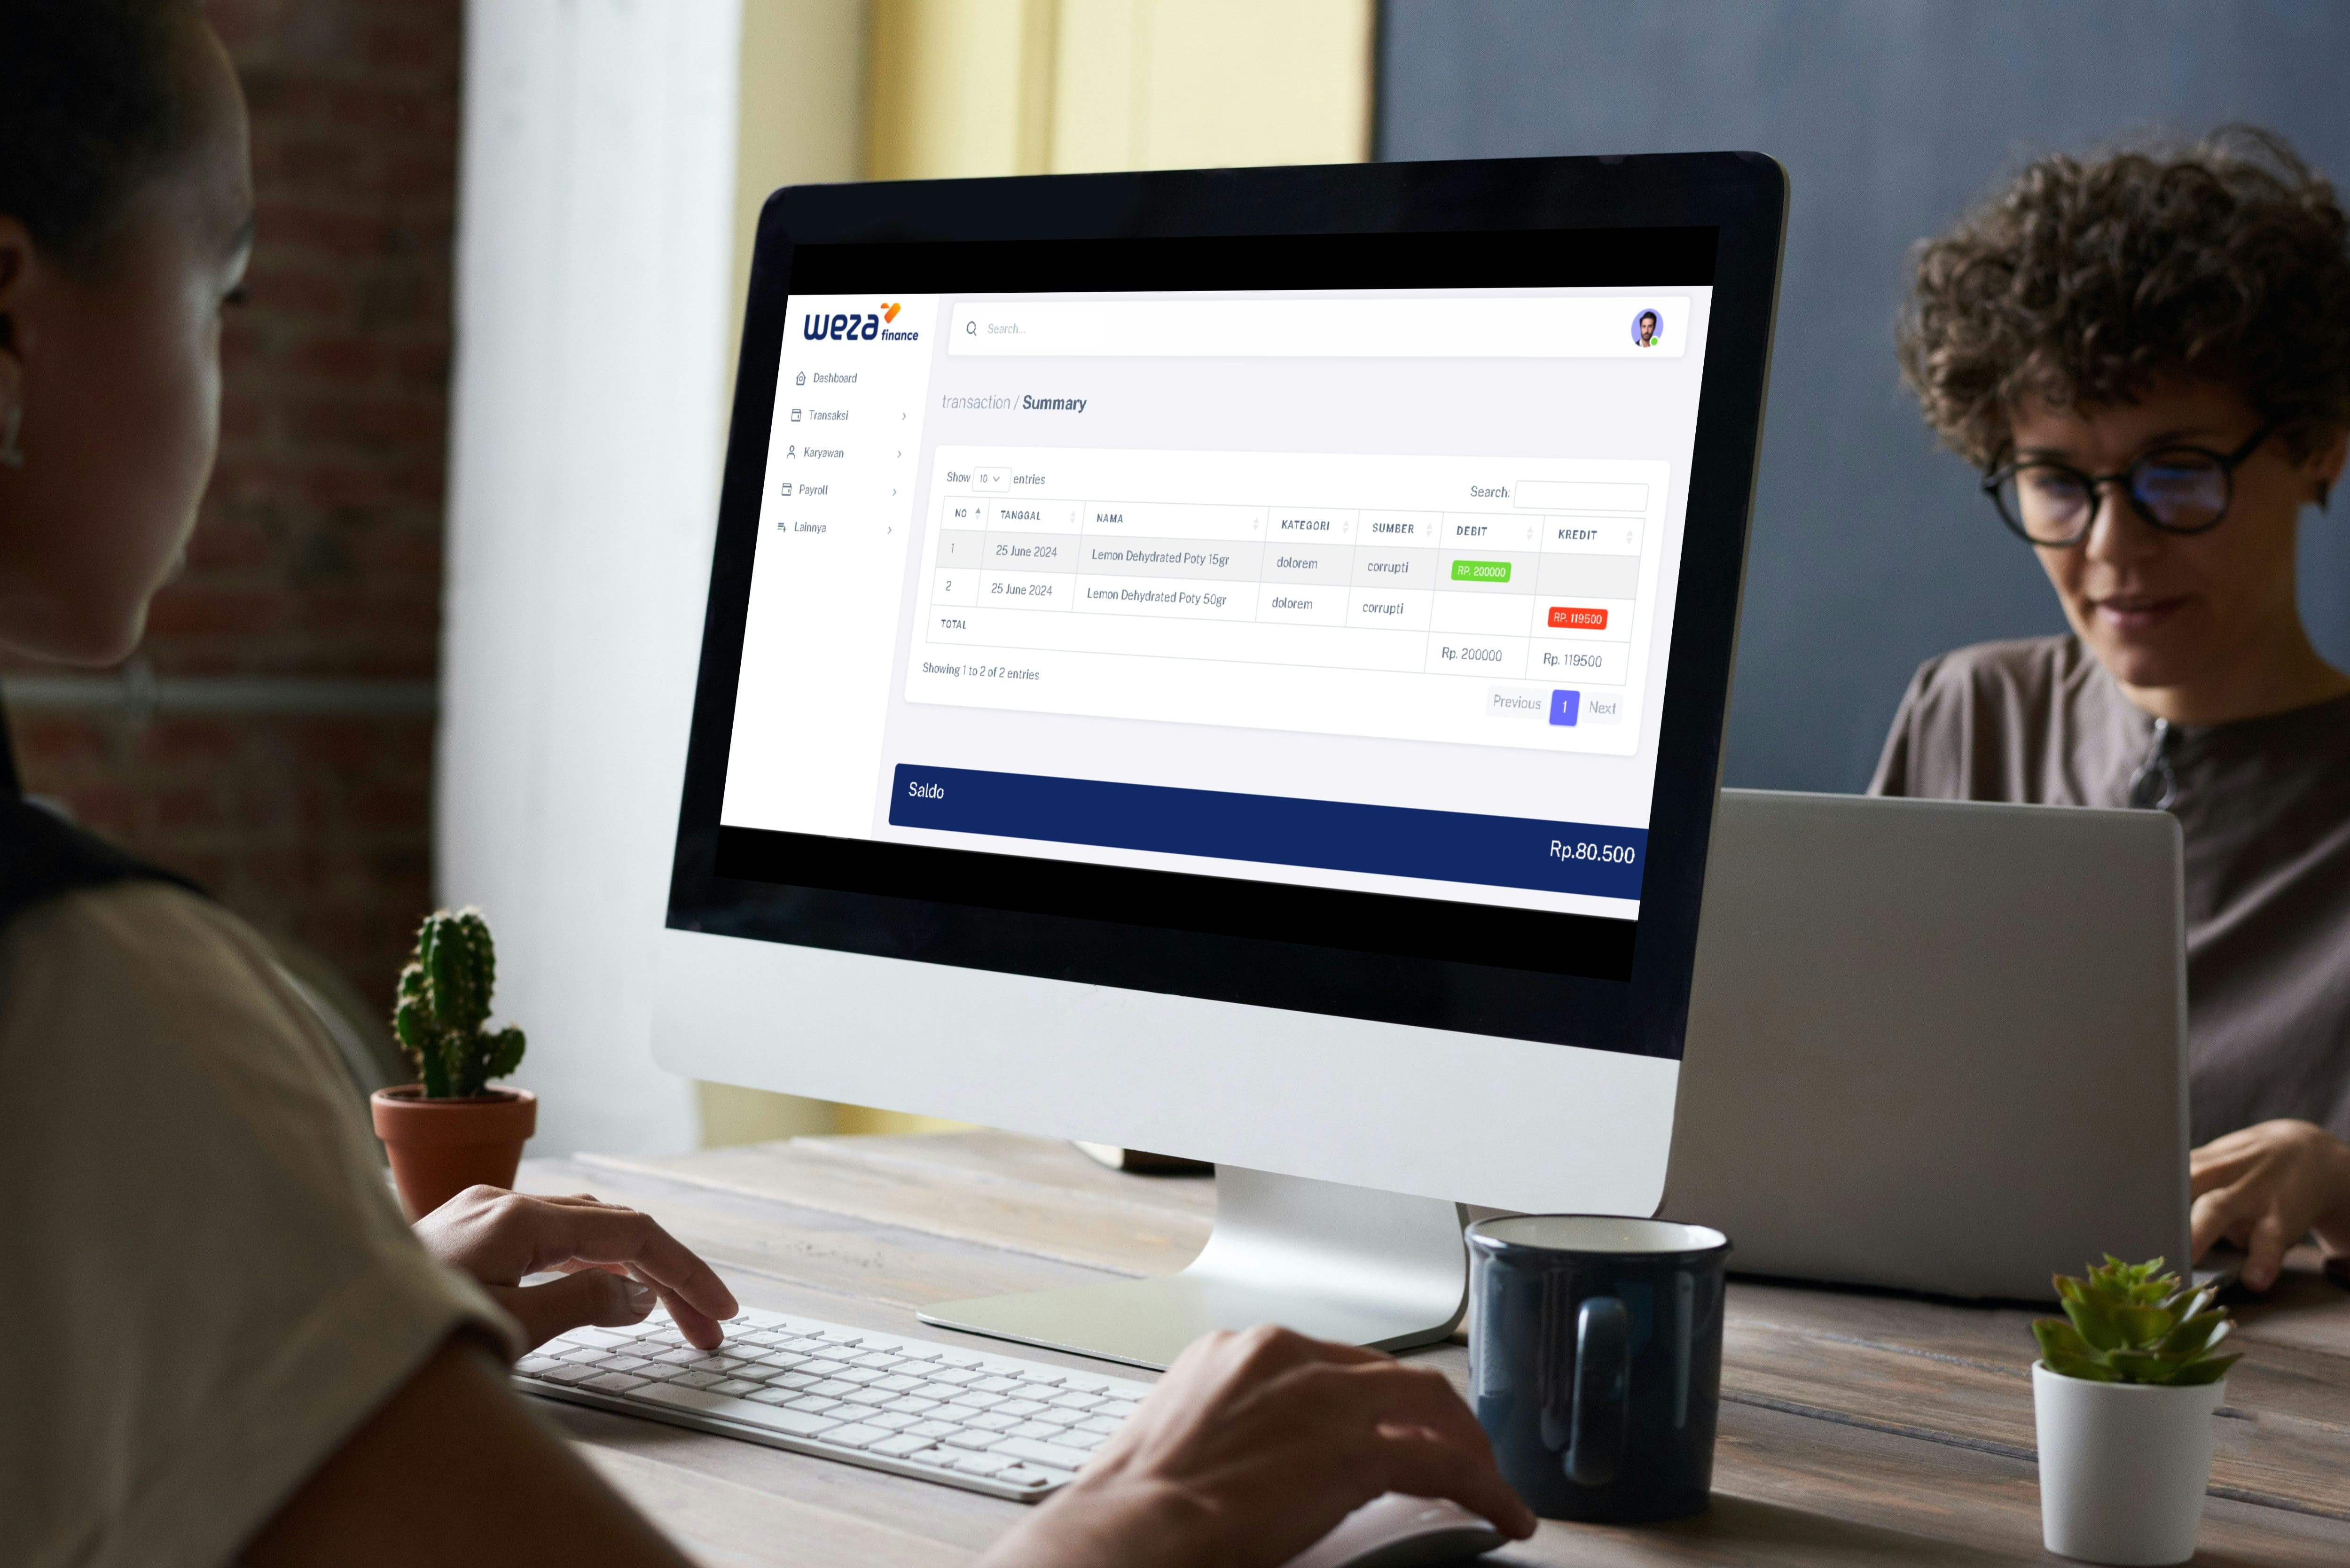 weza finance
Search...
Dashboard
Transaksi
Karyawan
Payroll
Lainnya
transaction / Summary
Show 10 entries
Search:
NO TANGGAL NAMA KATEGORI SUMBER DEBIT KREDIT
1 25 June 2024 Lemon Dehydrated Poty 15gr dolorem corrupti RP. 200000
2 25 June 2024 Lemon Dehydrated Poty 50gr dolorem corrupti RP. 119500
TOTAL Rp. 200000 Rp. 119500
Showing 1 to 2 of 2 entries
Previous 1 Next
Saldo
Rp.80.500